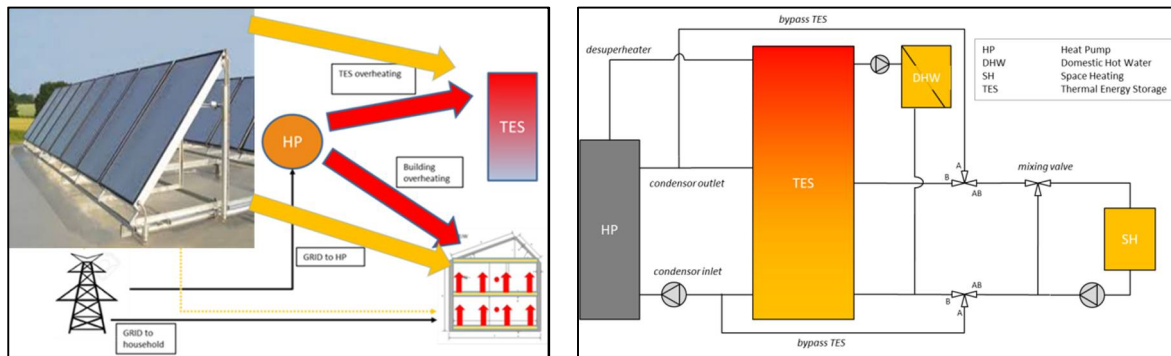 TES overheating
TES
HP
Building
overheating
GRID to HP
GRID to
household
bypass TES
desuperheater
HP Heat Pump
DHW Domestic Hot Water
SH Space Heating
TES Thermal Energy Storage
DHW
A
mixing valve
B
AB
condensor outlet
TES
HP
SH
condensor inlet
AB
B
A
bypass TES